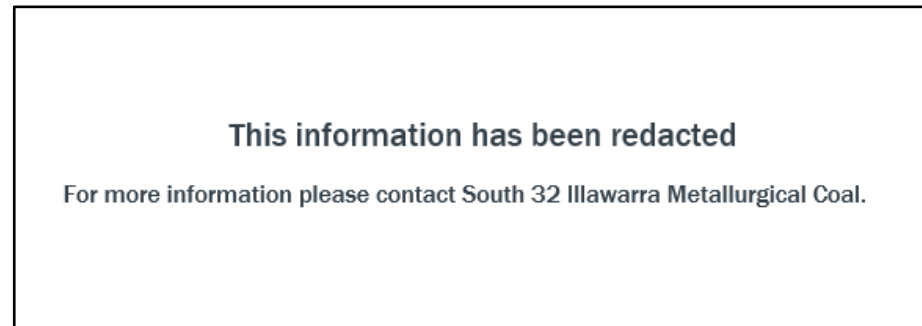 This information has been redacted
For more information please contact South 32 Illawarra Metallurgical Coal.